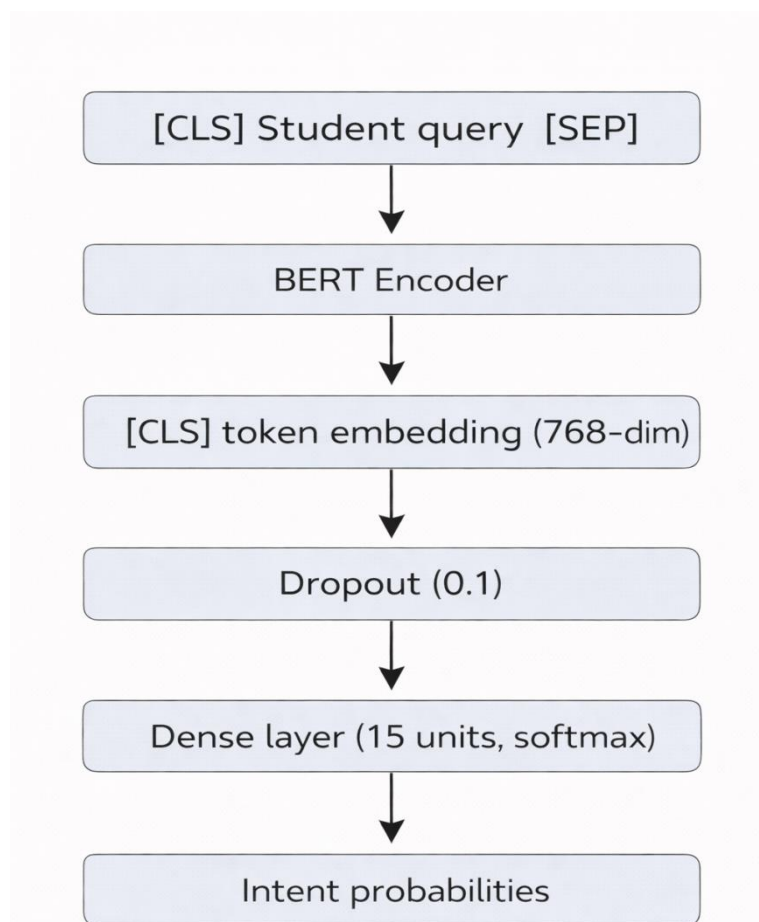 [CLS] Student query [SEP]
BERT Encoder
[CLS] token embedding (768-dim)
Dropout (0.1)
Dense layer (15 units, softmax)
Intent probabilities